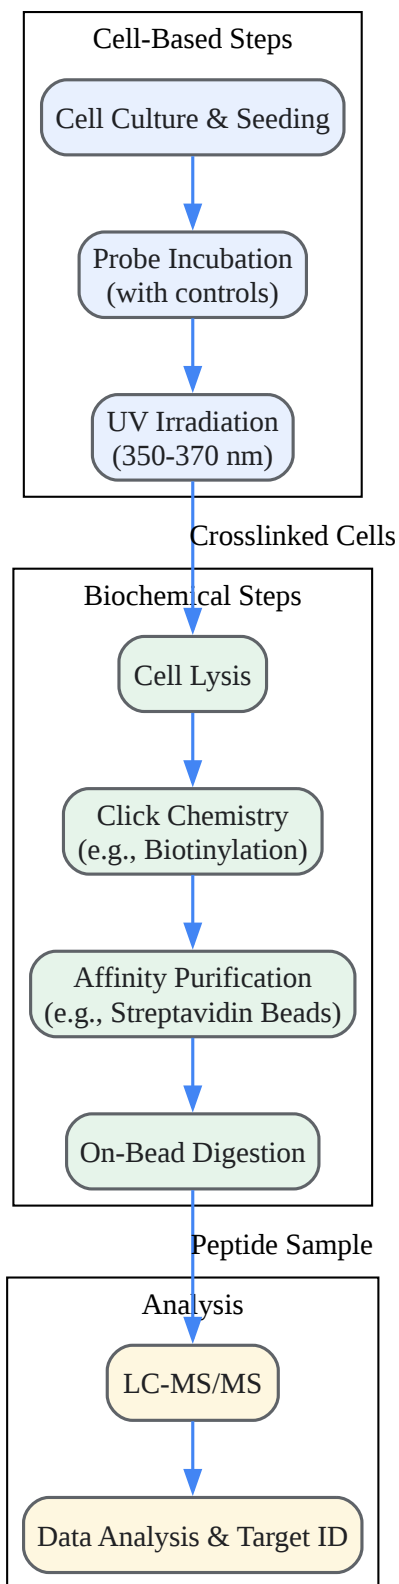 Cell-Based Steps
Cell Culture & Seeding
Probe Incubation
(with controls)
UV Irradiation
(350-370 nm)
Crosslinked Cells
Biochemical Steps
Cell Lysis
Click Chemistry
(e.g., Biotinylation)
Affinity Purification
(e.g., Streptavidin Beads)
On-Bead Digestion
Peptide Sample
Analysis
LC-MS/MS
Data Analysis & Target ID